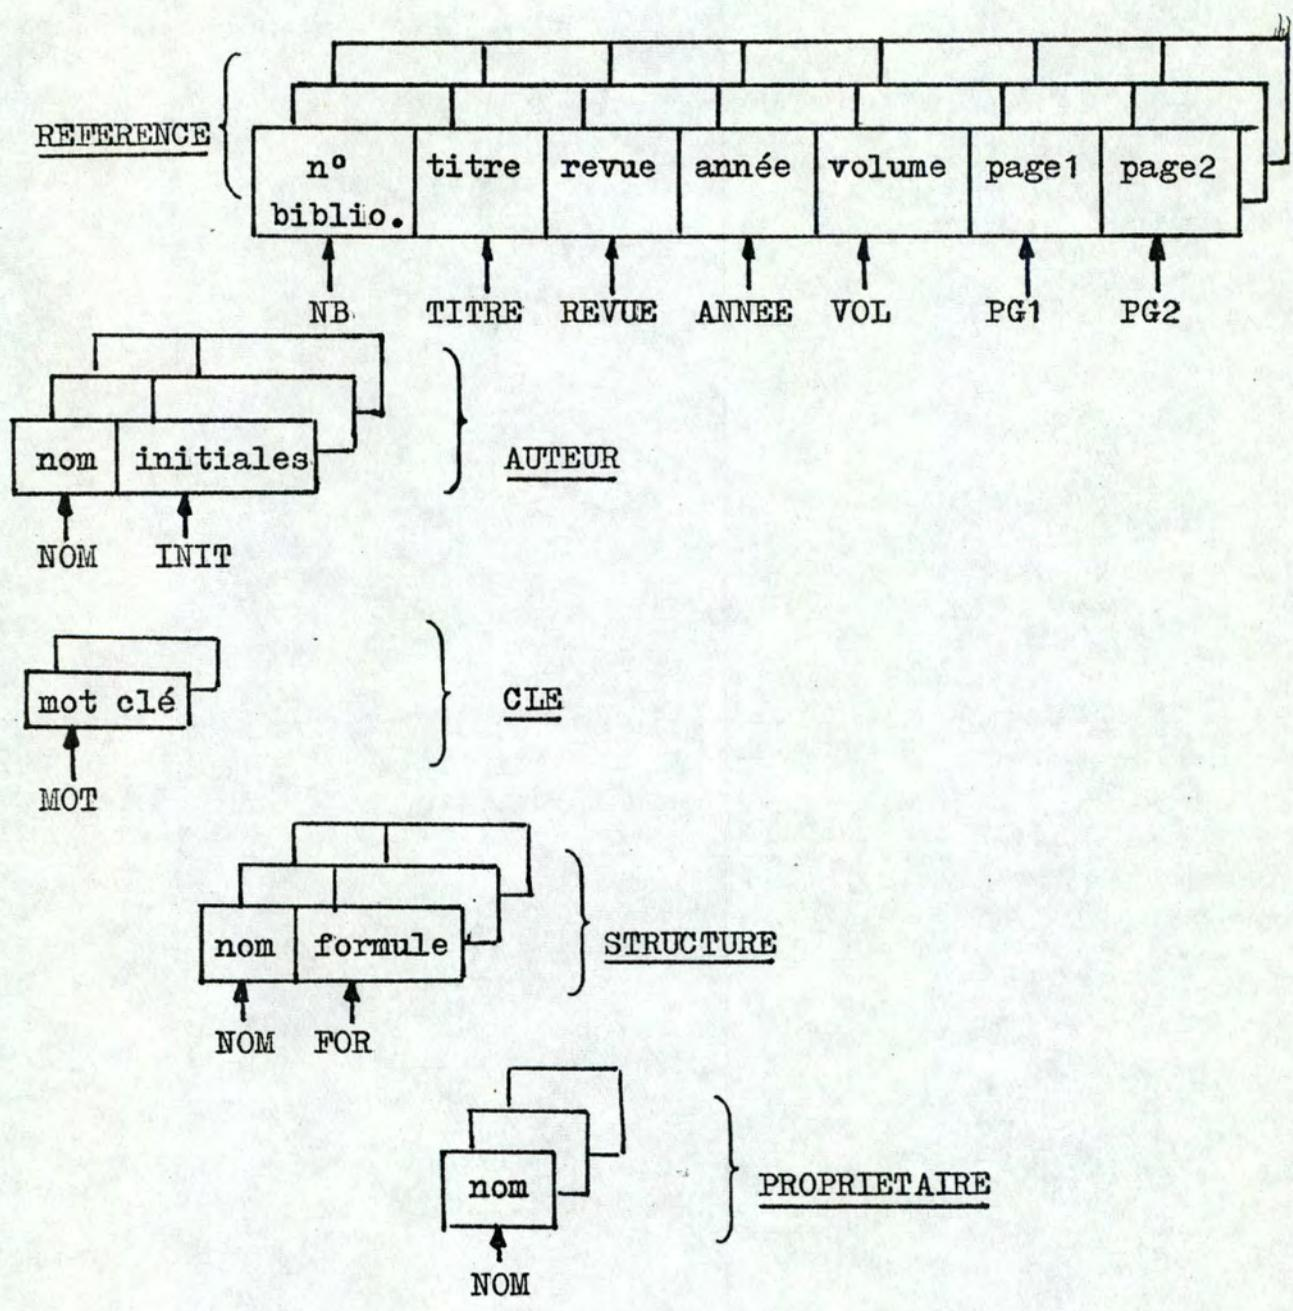 REFERENCE
nº titre revue année volume page1 page2
biblio.
NB TITRE REVUE ANNEE VOL PG1 PG2
nom initiales
AUTEUR
NOM INIT
mot clé
CLE
MOT
nom formule
STRUCTURE
NOM FOR
nom
PROPRIETAIRE
NOM